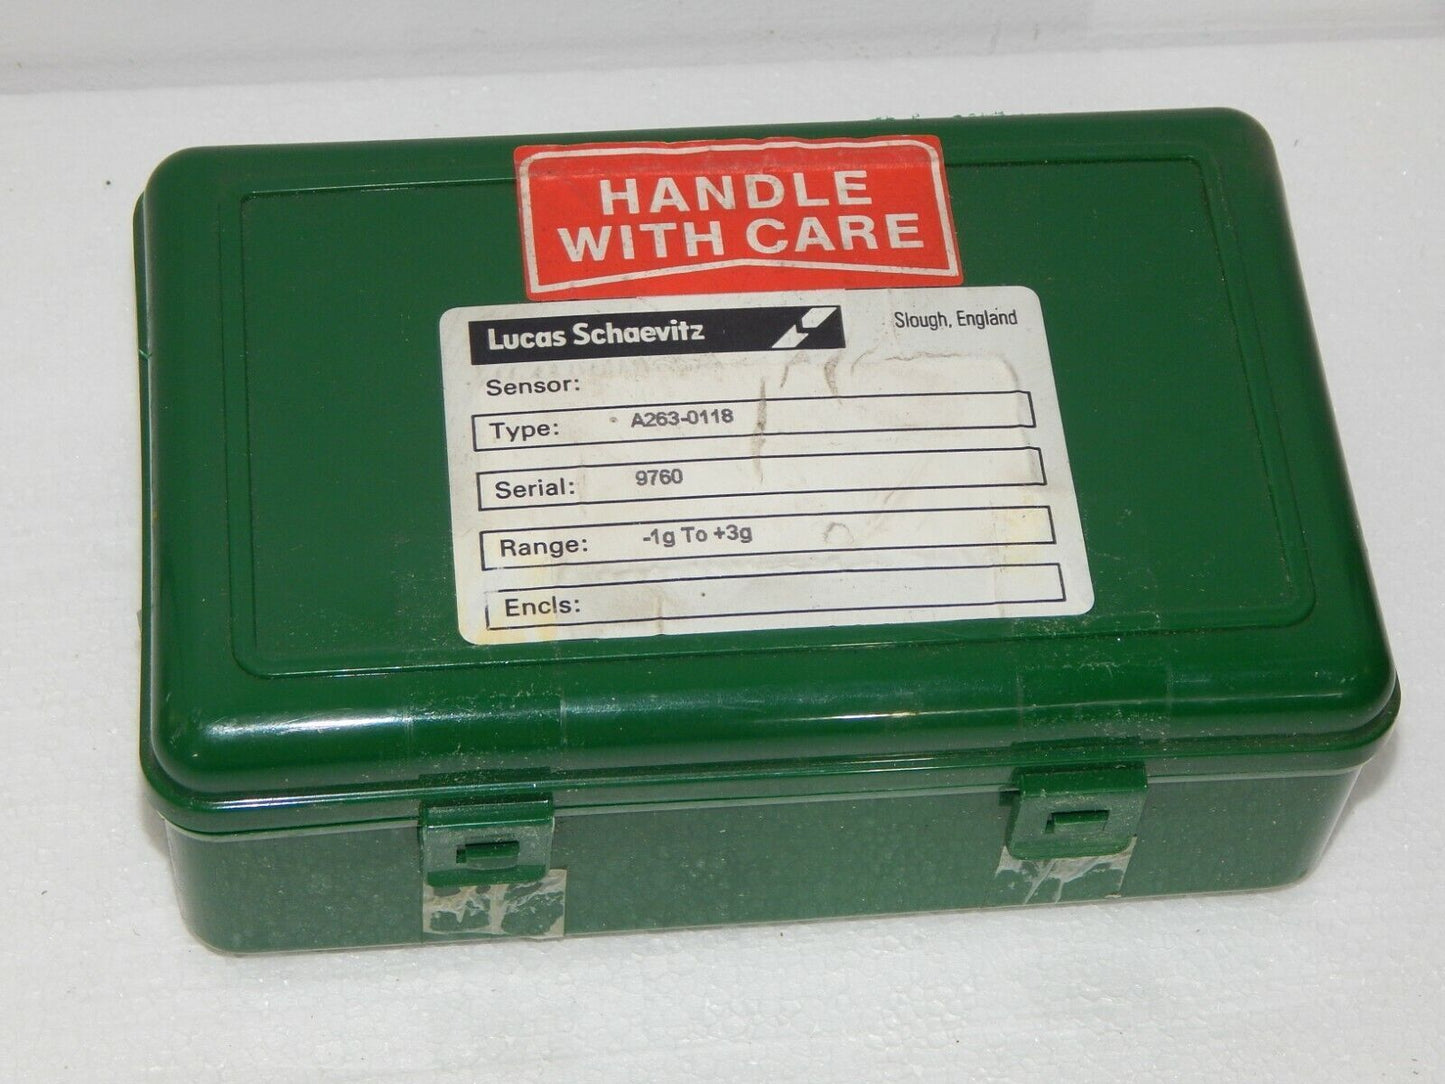 HANDLE
WITH CARE
Lucas Schaevitz
Slough, England
Sensor:
Type: A263-0118
Serial: 9760
Range: -1g To +3g
Encls: